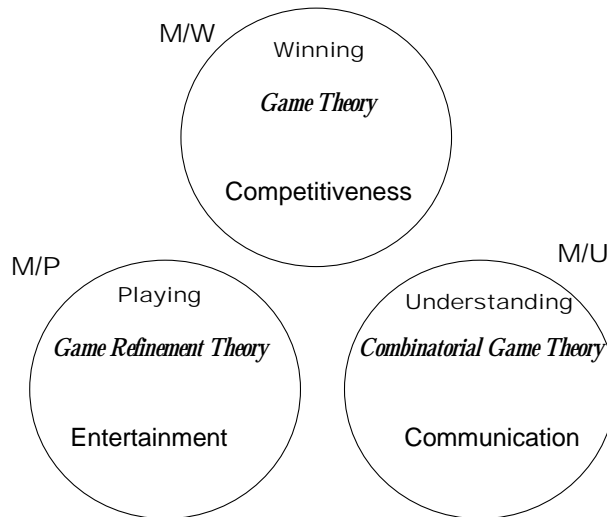 M/W
Winning
Game Theory
Competitiveness
M/P
Playing
Game Refinement Theory
Entertainment
M/U
Understanding
Combinatorial Game Theory
Communication